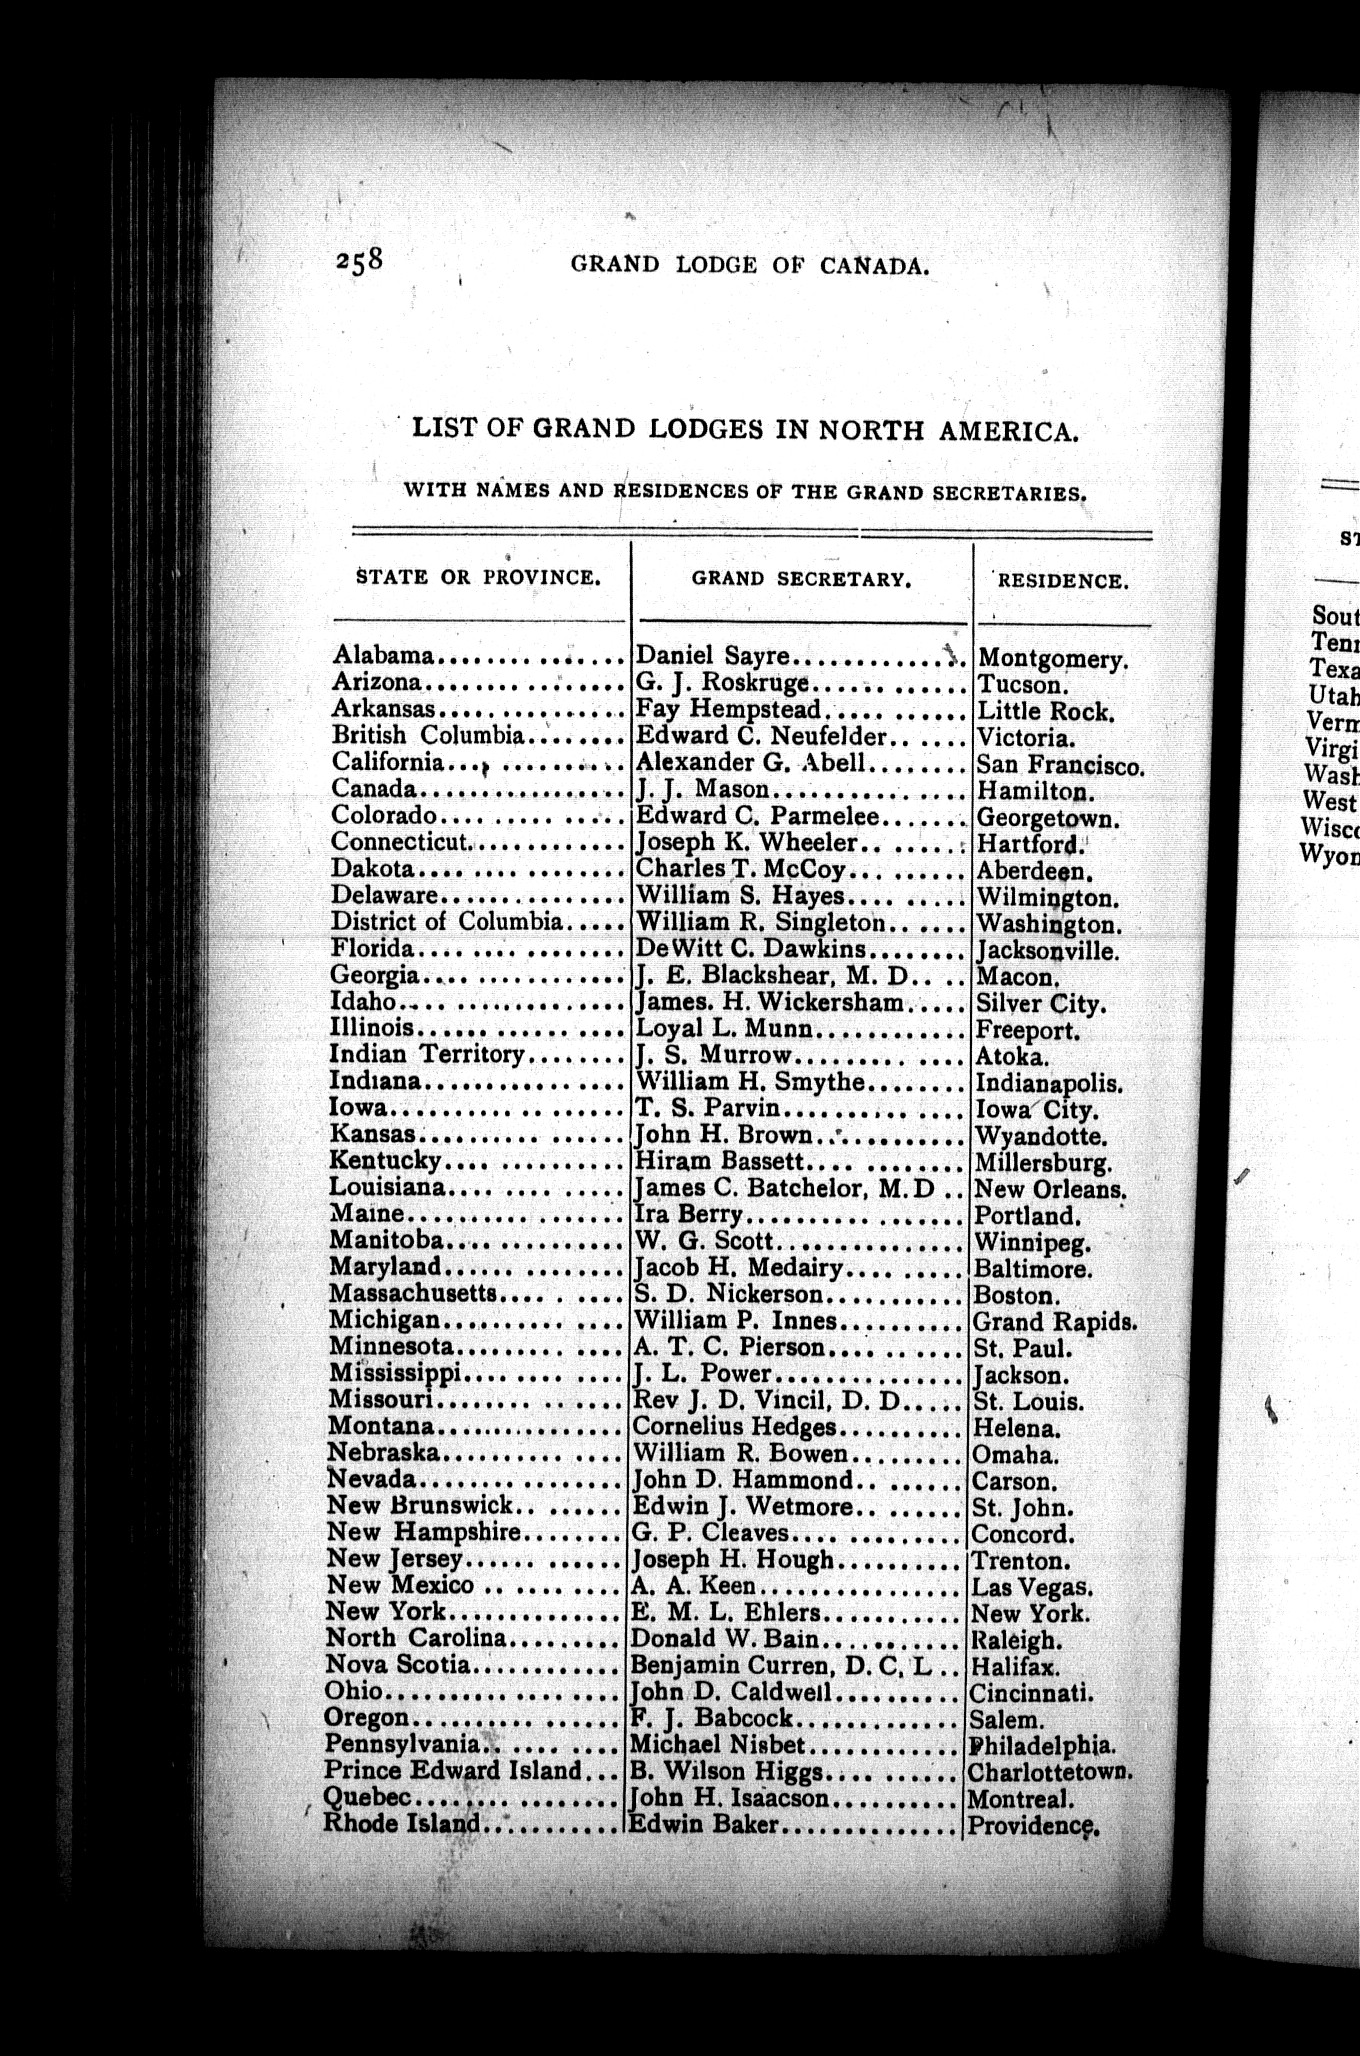 258 GRAND LODGE OF CANADA.
LIST OF GRAND LODGES IN NORTH AMERICA.
WITH NAMES AND RESIDENCES OF THE GRAND SECRETARIES.
STATE OR PROVINCE. GRAND SECRETARY. RESIDENCE.
Alabama.................. Daniel Sayre............... Montgomery.
Arizona.................. G. J. Roskruge............. Tucson.
Arkansas................. Fay Hempstead.............. Little Rock.
British Columbia......... Edward C. Neufelder....... Victoria.
California............... Alexander G. Abell........ San Francisco.
Canada................... J. J. Mason............... Hamilton.
Colorado................. Edward C. Parmelee....... Georgetown.
Connecticut.............. Joseph K. Wheeler........ Hartford.
Dakota................... Charles T. McCoy......... Aberdeen.
Delaware................. William S. Hayes......... Wilmington.
District of Columbia..... William R. Singleton...... Washington.
Florida.................. DeWitt C. Dawkins........ Jacksonville.
Georgia.................. J. E. Blackshear, M. D.... Macon.
Idaho.................... James. H. Wickersham..... Silver City.
Illinois................. Loyal L. Munn............ Freeport.
Indian Territory........ J. S. Murrow............. Atoka.
Indiana.................. William H. Smythe........ Indianapolis.
Iowa..................... T. S. Parvin............. Iowa City.
Kansas................... John H. Brown............ Wyandotte.
Kentucky................. Hiram Bassett............ Millersburg.
Louisiana................ James C. Batchelor, M. D .. New Orleans.
Maine.................... Ira Berry................ Portland.
Manitoba................. W. G. Scott.............. Winnipeg.
Maryland................. Jacob H. Medairy......... Baltimore.
Massachusetts............ S. D. Nickerson.......... Boston.
Michigan................. William P. Innes......... Grand Rapids.
Minnesota................ A. T. C. Pierson......... St. Paul.
Mississippi.............. J. L. Power.............. Jackson.
Missouri................. Rev J. D. Vincil, D. D..... St. Louis.
Montana.................. Cornelius Hedges......... Helena.
Nebraska................. William R. Bowen......... Omaha.
Nevada................... John D. Hammond......... Carson.
New Brunswick............ Edwin J. Wetmore........ St. John.
New Hampshire............ G. P. Cleaves............ Concord.
New Jersey............... Joseph H. Hough.......... Trenton.
New Mexico .............. A. A. Keen............... Las Vegas.
New York................. E. M. L. Ehlers.......... New York.
North Carolina........... Donald W. Bain........... Raleigh.
Nova Scotia.............. Benjamin Curren, D. C. L .. Halifax.
Ohio..................... John D. Caldwell......... Cincinnati.
Oregon................... F. J. Babcock............ Salem.
Pennsylvania............. Michael Nisbet........... Philadelphia.
Prince Edward Island... B. Wilson Higgs.......... Charlottetown.
Quebec................... John H. Isaacson......... Montreal.
Rhode Island............. Edwin Baker.............. Providence.
ST
Sout
Tenn
Texa
Utah
Verm
Virgi
Wash
West
Wisco
Wyon